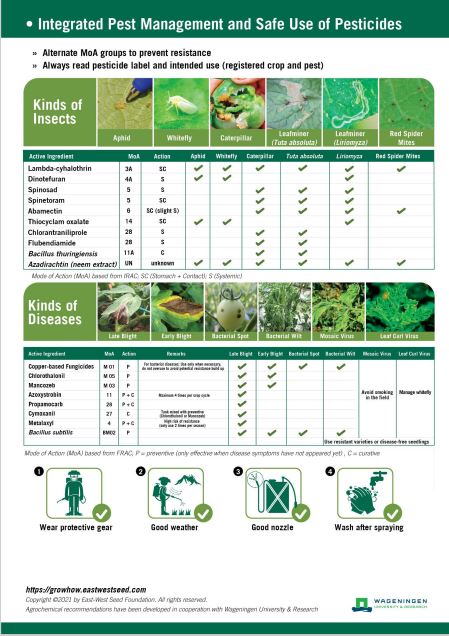 • Integrated Pest Management and Safe Use of Pesticides
» Alternate MoA groups to prevent resistance
» Always read pesticide label and intended use (registered crop and pest)
Kinds of
Insects
Aphid
Whitefly
Caterpillar
Leafminer
(Tuta absoluta)
Leafminer
(Liriomyza)
Red Spider
Mites
Active Ingredient MoA Action Aphid Whitefly Caterpillar Tuta absoluta Liriomyza Red Spider Mites
Lambda-cyhalothrin 3A SC ✓ ✓ ✓ ✓ ✓ ✓
Dinotefuran 4A S ✓ ✓ ✓
Spinosad 5 S ✓ ✓ ✓
Spinetoram 5 SC ✓ ✓ ✓
Abamectin 6 SC (slight S) ✓ ✓ ✓ ✓
Thiocyclam oxalate 14 SC ✓ ✓ ✓
Chlorantraniliprole 28 S ✓ ✓
Flubendiamide 28 S ✓ ✓
Bacillus thuringiensis 11A C ✓ ✓
Azadirachtin (neem extract) UN unknown ✓ ✓ ✓ ✓ ✓ ✓
Mode of Action (MoA) based from IRAC; SC (Stomach + Contact); S (Systemic)
Kinds of
Diseases
Late Blight
Early Blight
Bacterial Spot
Bacterial Wilt
Mosaic Virus
Leaf Curl Virus
Active Ingredient MoA Action Remarks Late Blight Early Blight Bacterial Spot Bacterial Wilt Mosaic Virus Leaf Curl Virus
Copper-based Fungicides M 01 P For bacterial diseases: Use only when necessary, do not overuse to avoid potential resistance build up ✓ ✓ ✓ ✓
Chlorothalonil M 05 P ✓ ✓
Mancozeb M 03 P ✓ ✓
Azoxystrobin 11 P + C Maximum 4 times per crop cycle ✓
Propamocarb 28 P + C ✓
Cymoxanil 27 C Tank mixed with preventive (Chlorothalonil or Mancozeb) ✓
Metalaxyl 4 P + C High risk of resistance (only use 2 times per season) ✓
Bacillus subtilis BM02 P ✓ ✓ ✓ ✓
Avoid smoking
in the field
Manage whitefly
Use resistant varieties or disease-free seedlings
Mode of Action (MoA) based from FRAC; P = preventive (only effective when disease symptoms have not appeared yet) , C = curative
1
2
3
4
Wear protective gear
Good weather
Good nozzle
Wash after spraying
https://growhow.eastwestseed.com
Copyright ©2021 by East-West Seed Foundation. All rights reserved.
Agrochemical recommendations have been developed in cooperation with Wageningen University & Research
WAGENINGEN
UNIVERSITY & RESEARCH